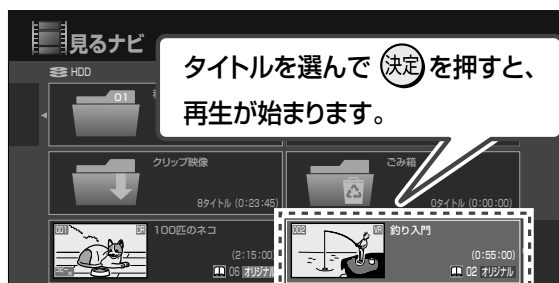 見るナビ
HDD
タイトルを選んで 決定 を押すと、
再生が始まります。
01
クリップ映像
8タイトル (0:23:45)
ごみ箱
0タイトル (0:00:00)
001
DR
100匹のネコ
(2:15:00)
コピー
06 オリジナル
002
VR
釣り入門
(0:55:00)
02 オリジナル